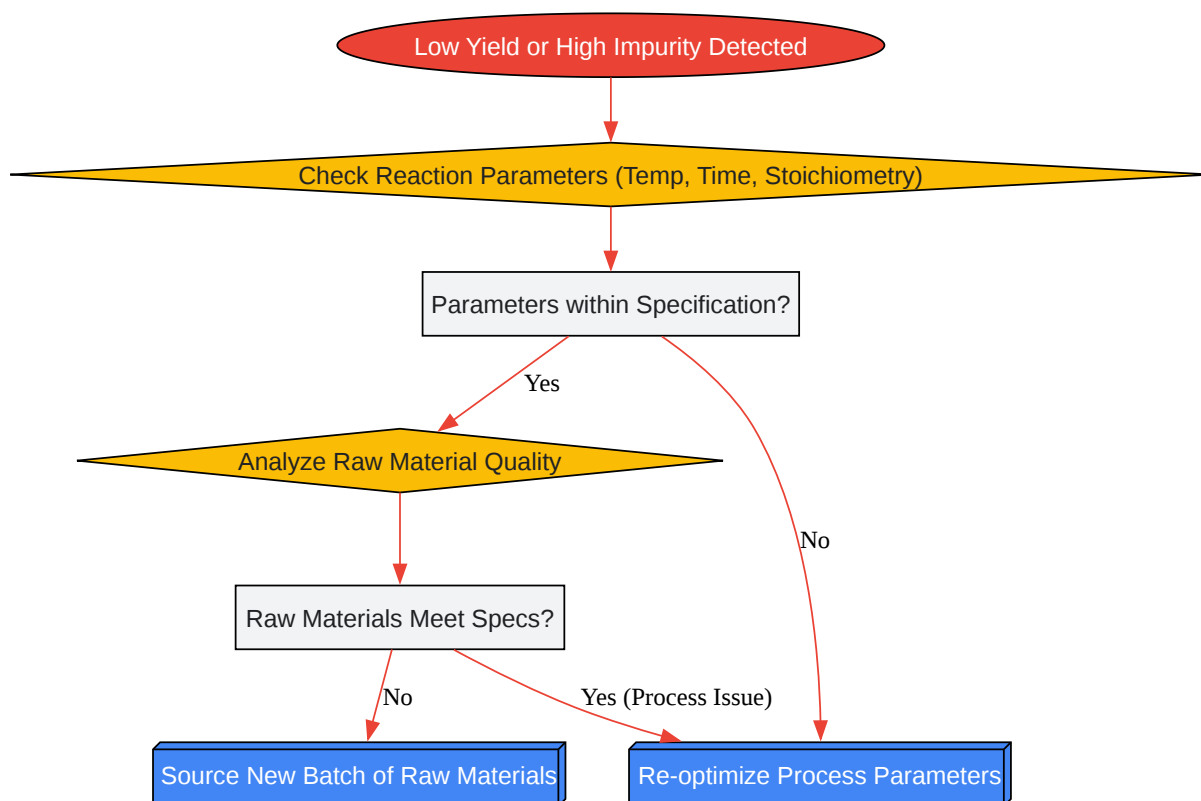 Low Yield or High Impurity Detected
Check Reaction Parameters (Temp, Time, Stoichiometry)
Parameters within Specification?
Yes
Analyze Raw Material Quality
No
Raw Materials Meet Specs?
No
Yes (Process Issue)
Source New Batch of Raw Materials
Re-optimize Process Parameters